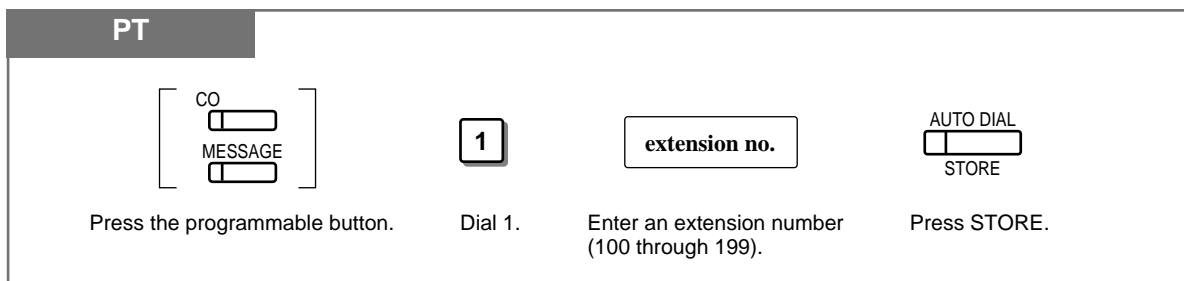 PT
CO
MESSAGE
1
extension no.
AUTO DIAL
STORE
Press the programmable button.
Dial 1.
Enter an extension number
(100 through 199).
Press STORE.